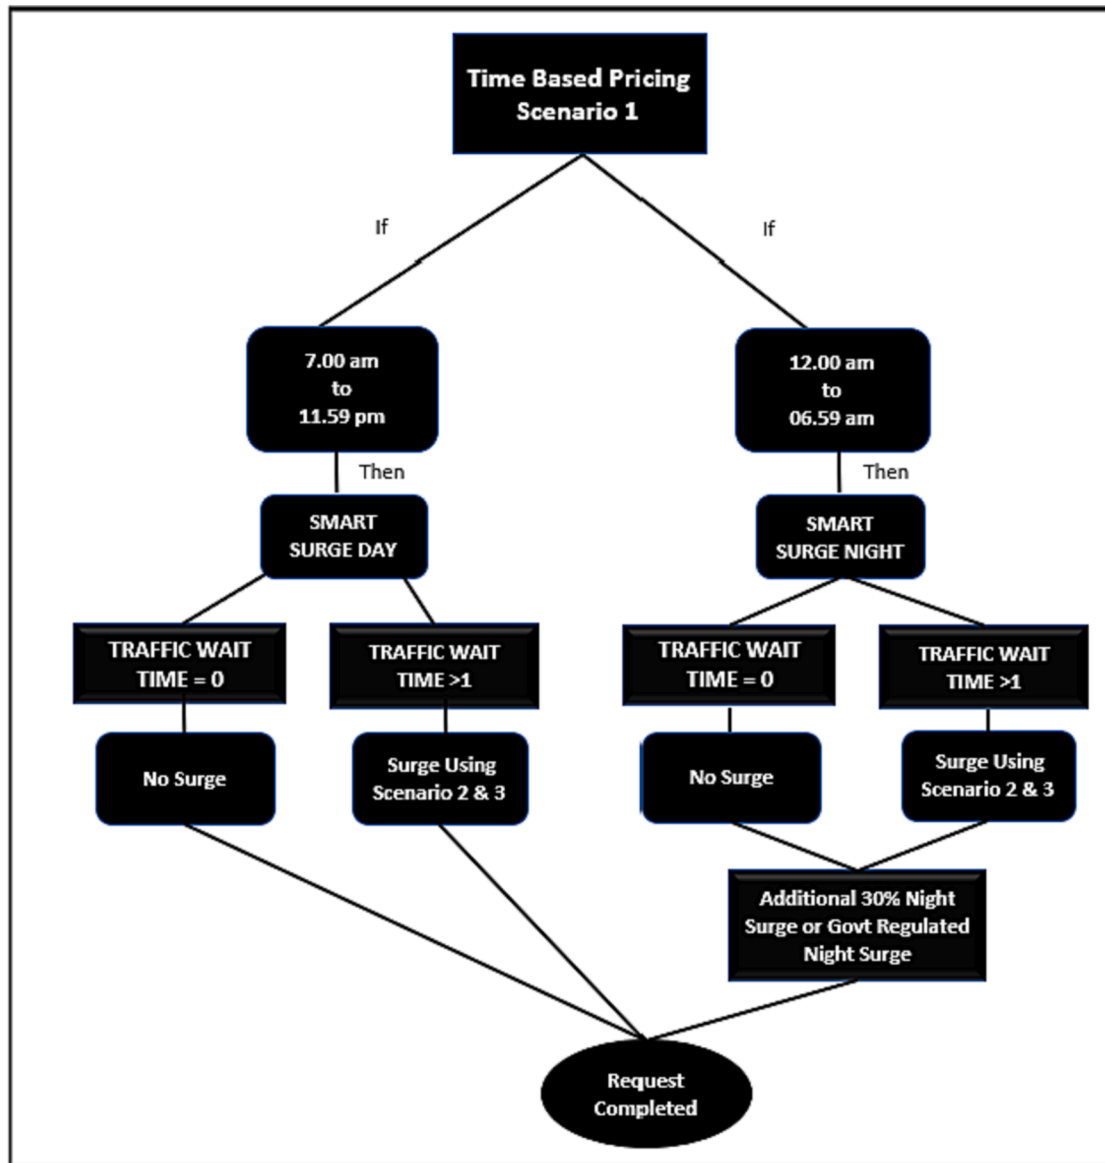 Time Based Pricing
Scenario 1
If
If
7.00 am
to
11.59 pm
12.00 am
to
06.59 am
Then
Then
SMART
SURGE DAY
SMART
SURGE NIGHT
TRAFFIC WAIT
TIME = 0
TRAFFIC WAIT
TIME >1
TRAFFIC WAIT
TIME = 0
TRAFFIC WAIT
TIME >1
No Surge
Surge Using
Scenario 2 & 3
No Surge
Surge Using
Scenario 2 & 3
Additional 30% Night
Surge or Govt Regulated
Night Surge
Request
Completed